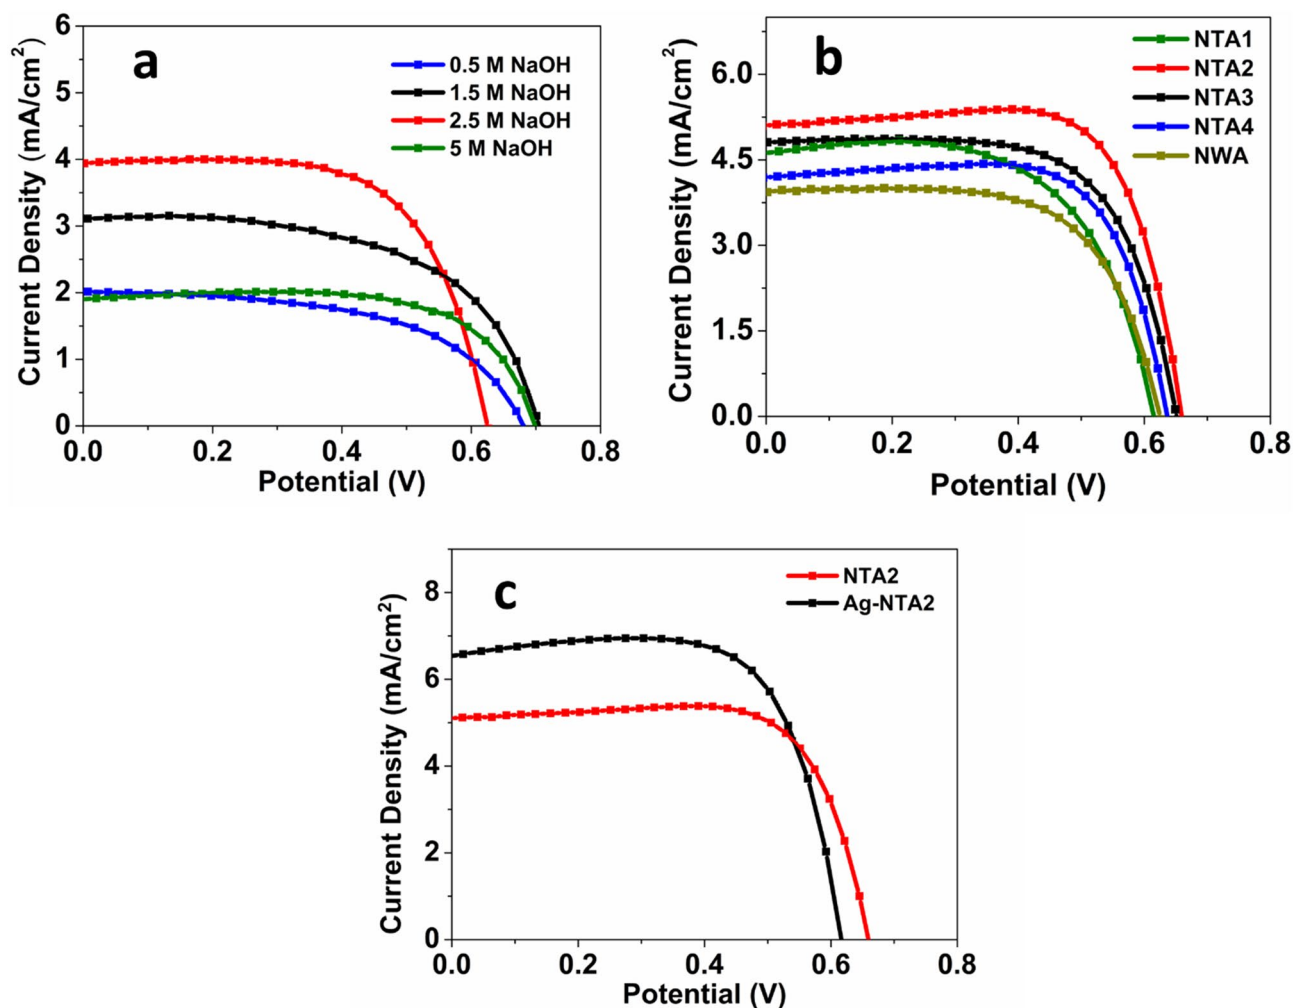 a
0.5 M NaOH
1.5 M NaOH
2.5 M NaOH
5 M NaOH
Current Density (mA/cm²)
6
5
4
3
2
1
0
0.2
0.4
0.6
0.8
Potential (V)
b
NTA1
NTA2
NTA3
NTA4
NWA
Current Density (mA/cm²)
6.0
4.5
3.0
1.5
0.0
0.0
0.2
0.4
0.6
0.8
Potential (V)
c
NTA2
Ag-NTA2
Current Density (mA/cm²)
8
6
4
2
0
0.0
0.2
0.4
0.6
0.8
Potential (V)